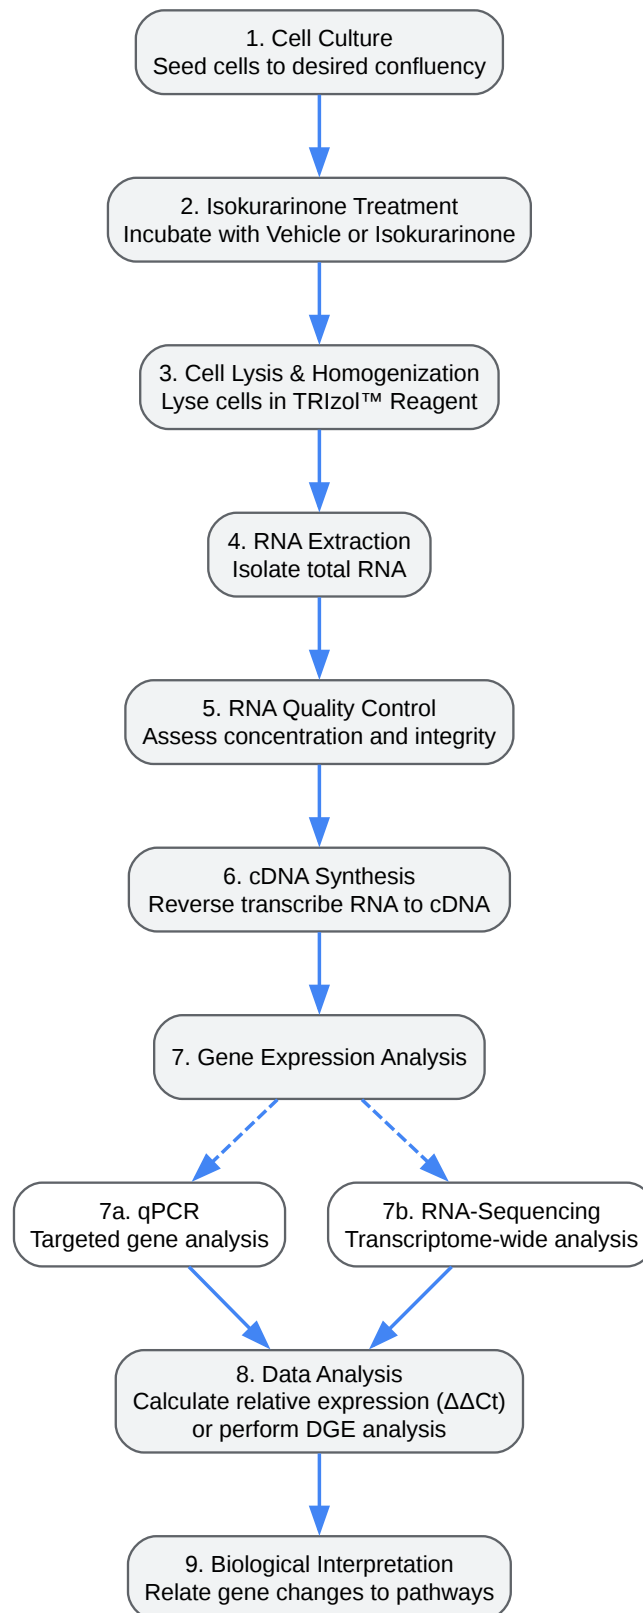 1. Cell Culture
Seed cells to desired confluency
2. Isokurarinone Treatment
Incubate with Vehicle or Isokurarinone
3. Cell Lysis & Homogenization
Lyse cells in TRIzol™ Reagent
4. RNA Extraction
Isolate total RNA
5. RNA Quality Control
Assess concentration and integrity
6. cDNA Synthesis
Reverse transcribe RNA to cDNA
7. Gene Expression Analysis
7a. qPCR
Targeted gene analysis
7b. RNA-Sequencing
Transcriptome-wide analysis
8. Data Analysis
Calculate relative expression (ΔΔCt)
or perform DGE analysis
9. Biological Interpretation
Relate gene changes to pathways